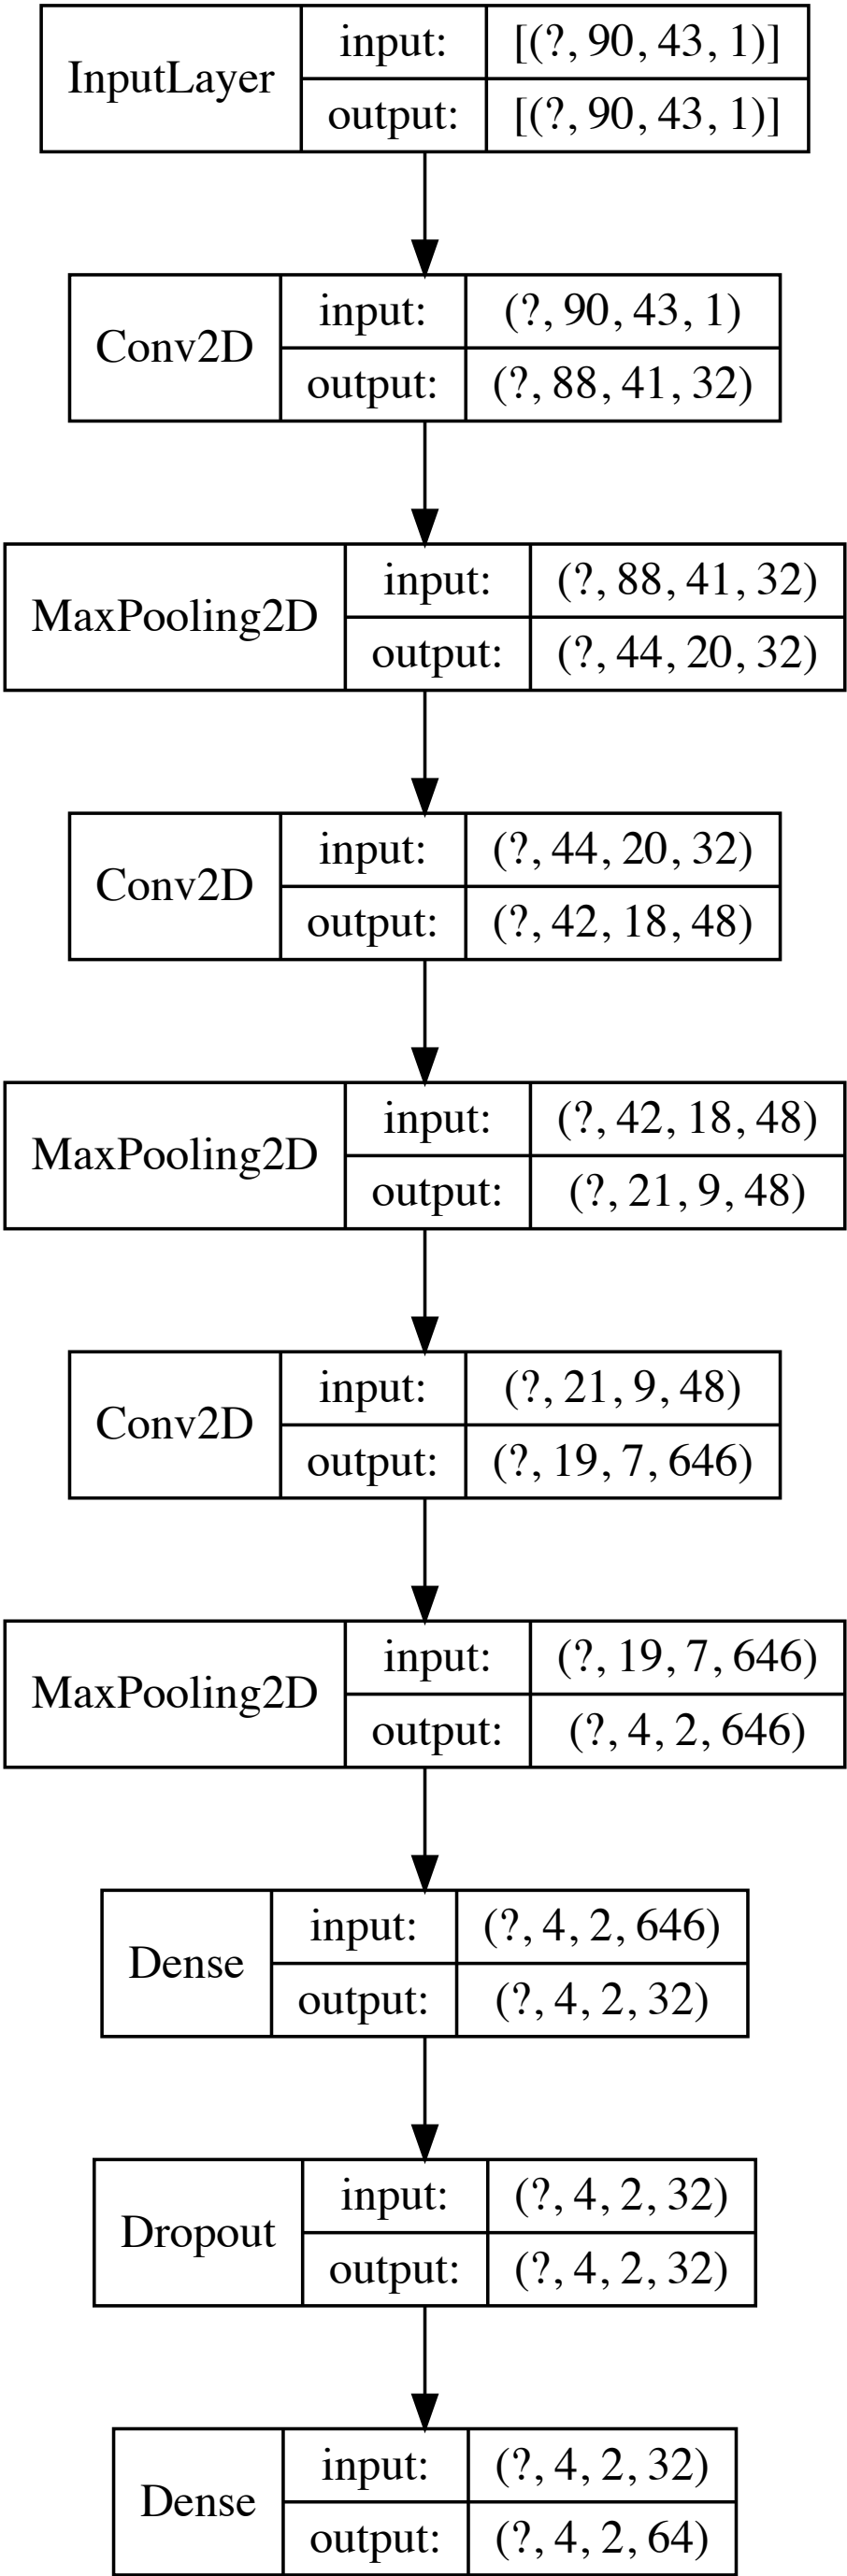 InputLayer
input: [(?, 90, 43, 1)]
output: [(?, 90, 43, 1)]
Conv2D
input: (?, 90, 43, 1)
output: (?, 88, 41, 32)
MaxPooling2D
input: (?, 88, 41, 32)
output: (?, 44, 20, 32)
Conv2D
input: (?, 44, 20, 32)
output: (?, 42, 18, 48)
MaxPooling2D
input: (?, 42, 18, 48)
output: (?, 21, 9, 48)
Conv2D
input: (?, 21, 9, 48)
output: (?, 19, 7, 646)
MaxPooling2D
input: (?, 19, 7, 646)
output: (?, 4, 2, 646)
Dense
input: (?, 4, 2, 646)
output: (?, 4, 2, 32)
Dropout
input: (?, 4, 2, 32)
output: (?, 4, 2, 32)
Dense
input: (?, 4, 2, 32)
output: (?, 4, 2, 64)